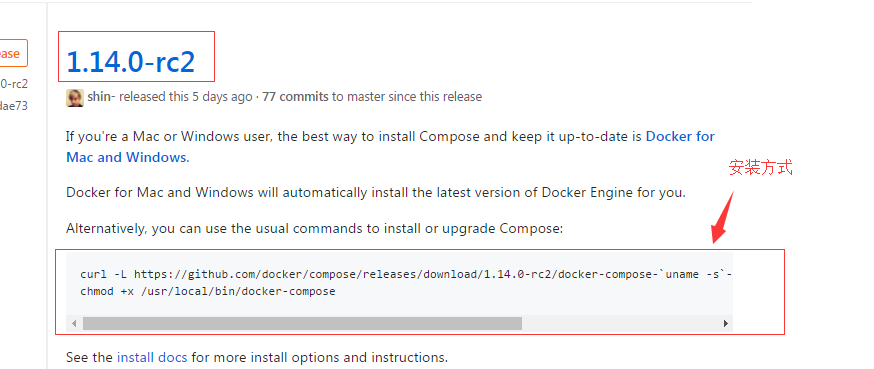 1.14.0-rc2
ease
shin- released this 5 days ago · 77 commits to master since this release
0-rc2
dae73
If you're a Mac or Windows user, the best way to install Compose and keep it up-to-date is Docker for
Mac and Windows.
安装方式
Docker for Mac and Windows will automatically install the latest version of Docker Engine for you.
Alternatively, you can use the usual commands to install or upgrade Compose:
curl -L https://github.com/docker/compose/releases/download/1.14.0-rc2/docker-compose-`uname -s`-
chmod +x /usr/local/bin/docker-compose
See the install docs for more install options and instructions.